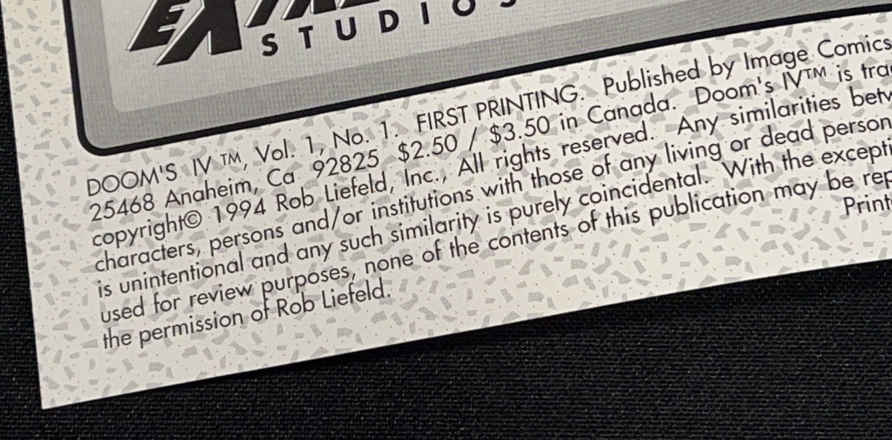 STUDIOS
DOOM'S IV ™, Vol. 1, No. 1. FIRST PRINTING. Published by Image Comics
25468 Anaheim, Ca 92825 $2.50 / $3.50 in Canada. Doom's IV™ is
copyright© 1994 Rob Liefeld, Inc., All rights reserved. Any similarities
characters, persons and/or institutions with those of any living or dead person
is unintentional and any such similarity is purely coincidental. With the
used for review purposes, none of the contents of this publication may be
the permission of Rob Liefeld.
Print